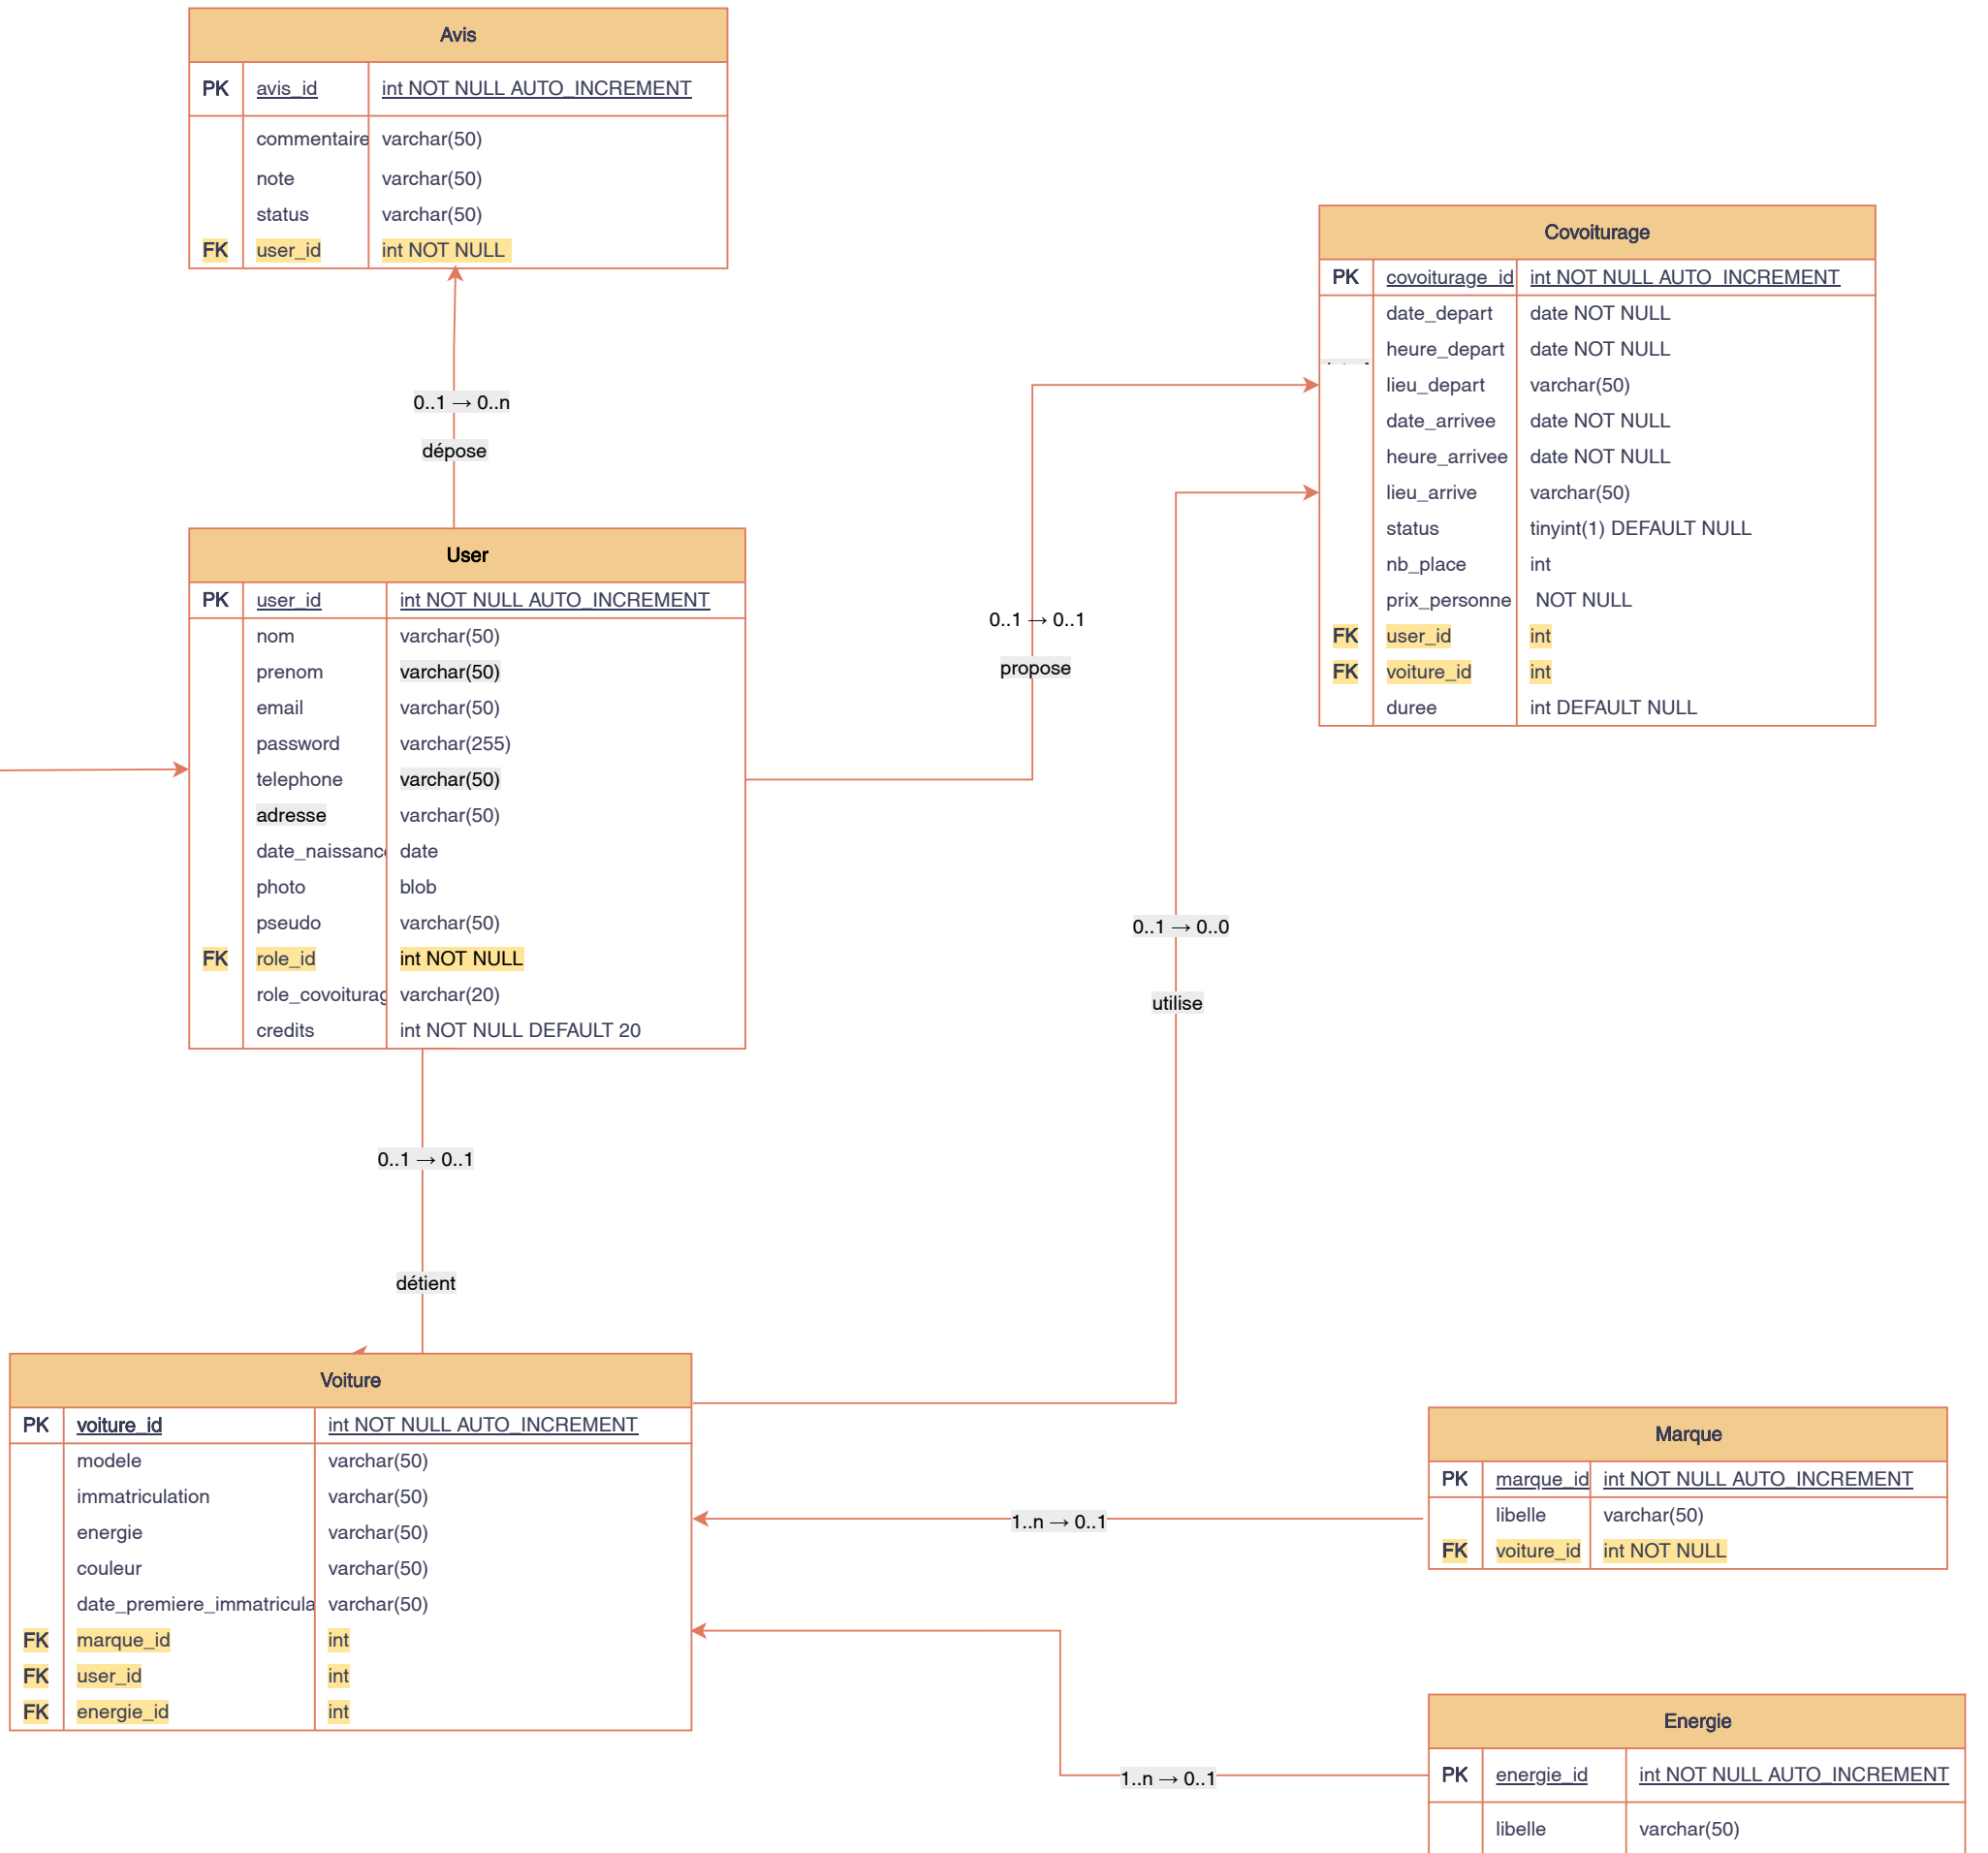 Avis
PK avis_id int NOT NULL AUTO_INCREMENT
commentaire varchar(50)
note varchar(50)
status varchar(50)
FK user_id int NOT NULL
0..1 → 0..n
dépose
User
PK user_id int NOT NULL AUTO_INCREMENT
nom varchar(50)
prenom varchar(50)
email varchar(50)
password varchar(255)
telephone varchar(50)
adresse varchar(50)
date_naissance date
photo blob
pseudo varchar(50)
FK role_id int NOT NULL
role_covoiturag varchar(20)
credits int NOT NULL DEFAULT 20
0..1 → 0..1
propose
Covoiturage
PK covoiturage_id int NOT NULL AUTO_INCREMENT
date_depart date NOT NULL
heure_depart date NOT NULL
lieu_depart varchar(50)
date_arrivee date NOT NULL
heure_arrivee date NOT NULL
lieu_arrive varchar(50)
status tinyint(1) DEFAULT NULL
nb_place int
prix_personne NOT NULL
FK user_id int
FK voiture_id int
duree int DEFAULT NULL
0..1 → 0..0
utilise
0..1 → 0..1
détient
Voiture
PK voiture_id int NOT NULL AUTO_INCREMENT
modele varchar(50)
immatriculation varchar(50)
energie varchar(50)
couleur varchar(50)
date_premiere_immatricula varchar(50)
FK marque_id int
FK user_id int
FK energie_id int
1..n → 0..1
Marque
PK marque_id int NOT NULL AUTO_INCREMENT
libelle varchar(50)
FK voiture_id int NOT NULL
1..n → 0..1
Energie
PK energie_id int NOT NULL AUTO_INCREMENT
libelle varchar(50)